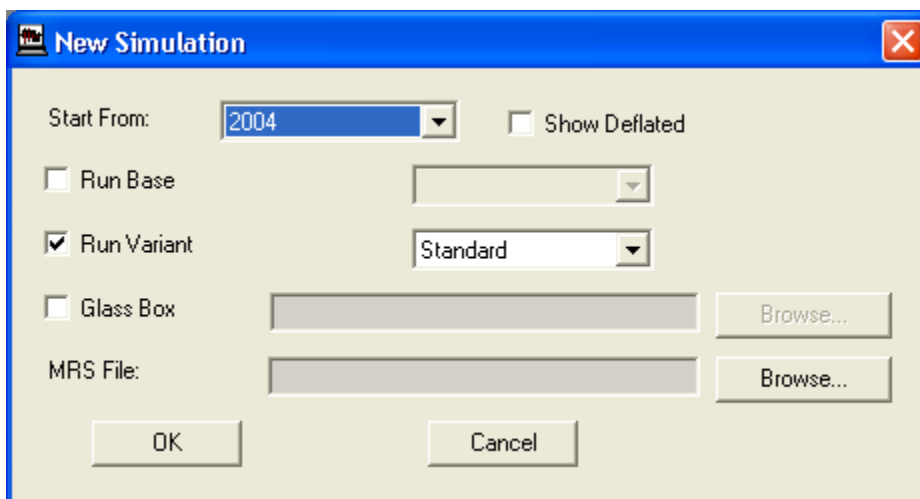 New Simulation
Start From: 2004 Show Deflated
Run Base
Run Variant Standard
Glass Box Browse...
MRS File: Browse...
OK Cancel